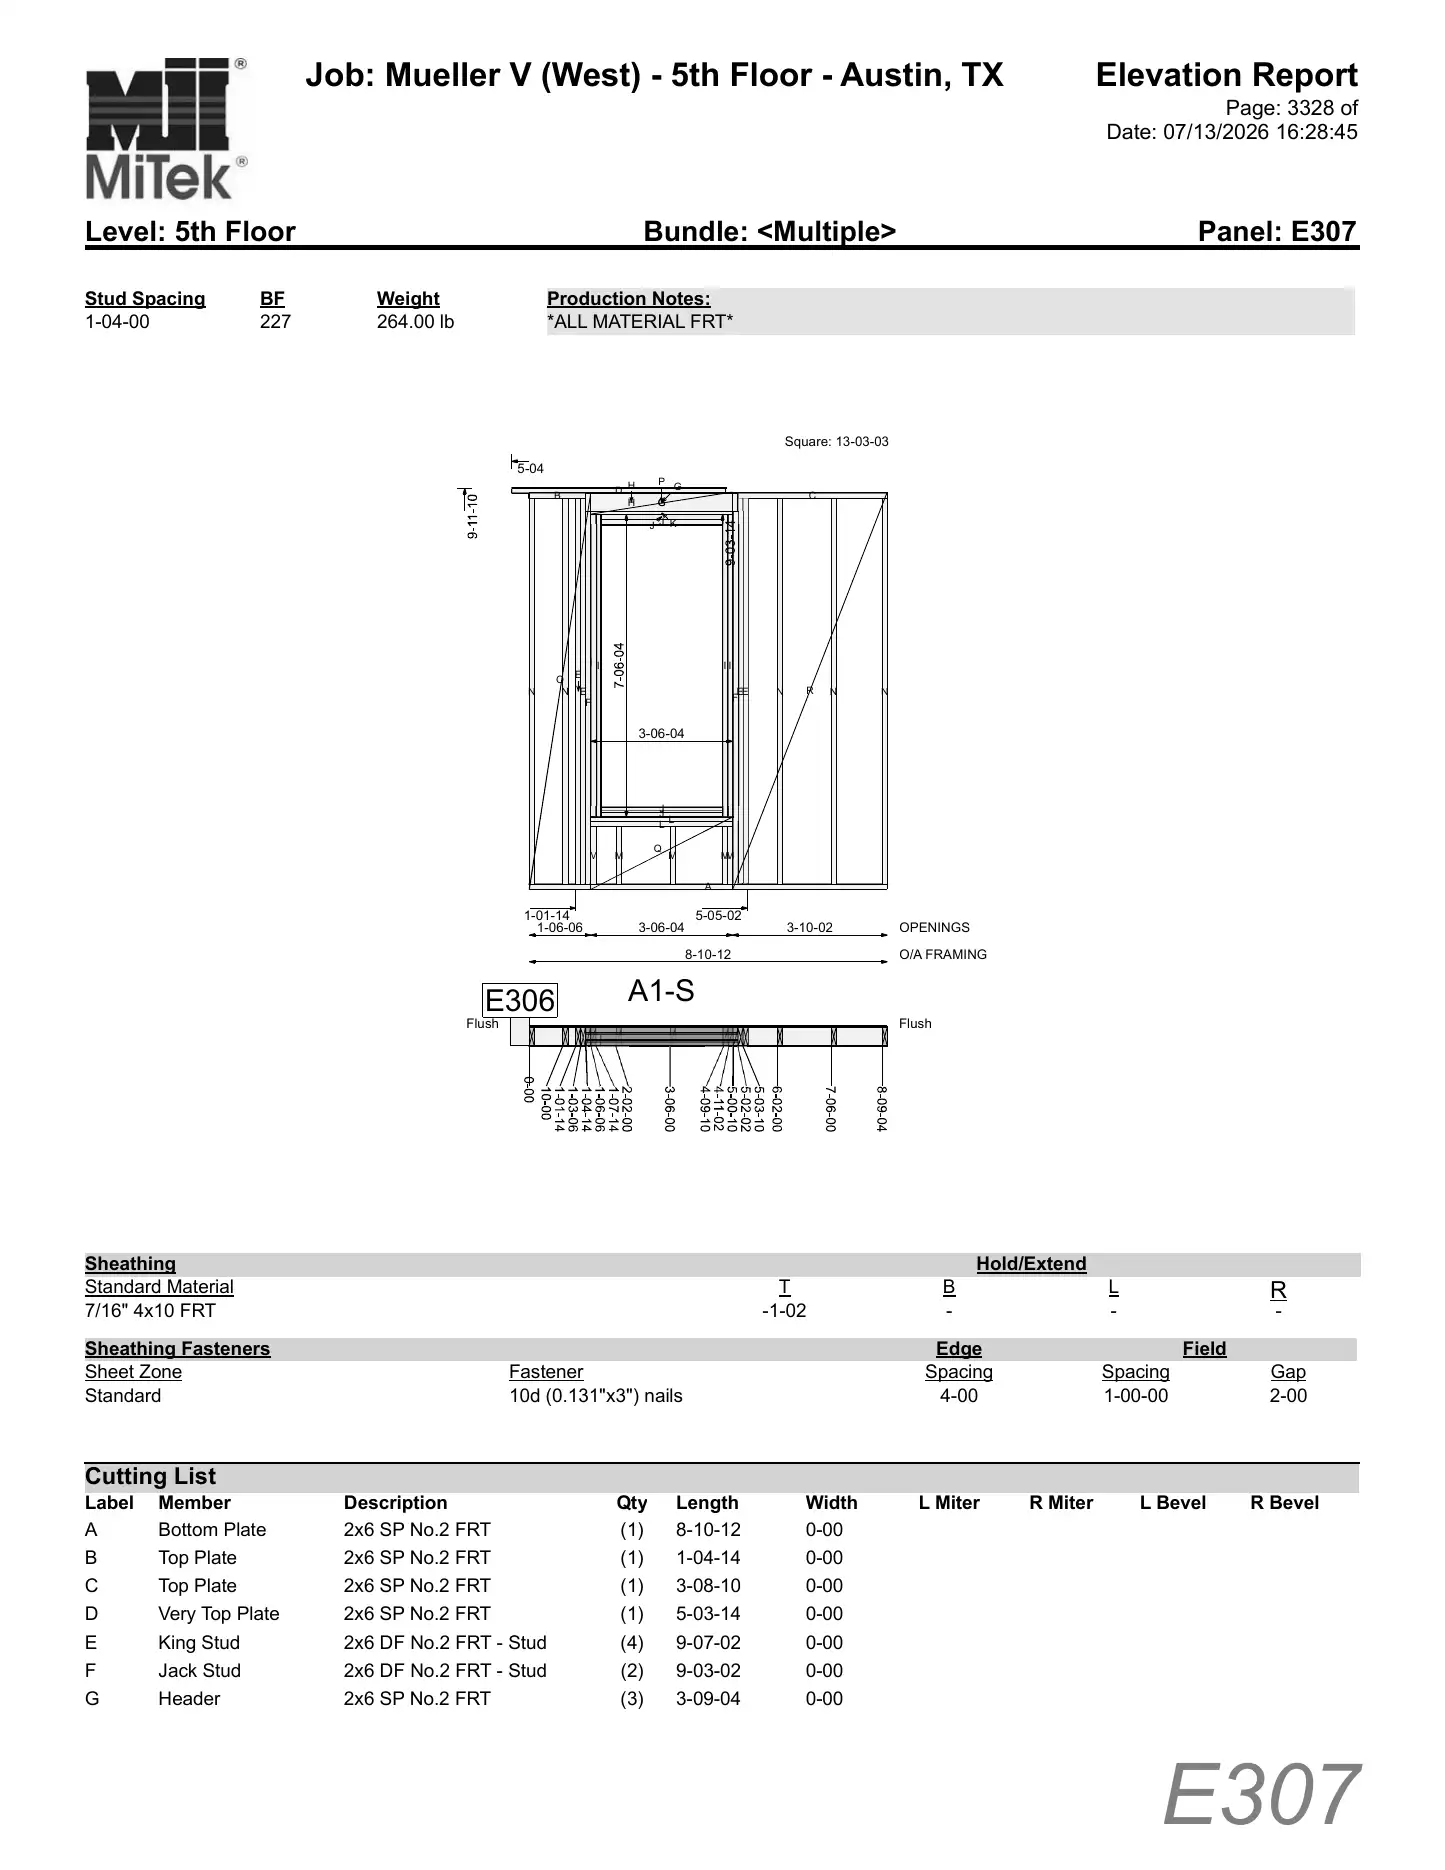 Job: Mueller V (West) - 5th Floor - Austin, TX
Elevation Report
Page: 3328 of
Date: 07/13/2026 16:28:45
MiTek®
Level: 5th Floor Bundle: <Multiple> Panel: E307
Stud Spacing BF Weight Production Notes:
1-04-00 227 264.00 lb *ALL MATERIAL FRT*
Square: 13-03-03
5-04
9-11-10
H P G
B D H G C
J J K
9-03-14
7-06-04
I I
O E
N N E F F E E N R N N
3-06-04
L
L
Q
M M M M M
A
1-01-14 5-05-02
1-06-06 3-06-04 3-10-02 OPENINGS
8-10-12 O/A FRAMING
E306 A1-S
Flush Flush
0-00 10-00 1-01-14 1-03-06 1-04-14 1-06-06 1-07-14 2-02-00 3-06-00 4-09-10 4-11-02 5-00-10 5-02-02 5-03-10 6-02-00 7-06-00 8-09-04
Sheathing Hold/Extend
Standard Material T B L R
7/16" 4x10 FRT -1-02 - - -
Sheathing Fasteners Edge Field
Sheet Zone Fastener Spacing Spacing Gap
Standard 10d (0.131"x3") nails 4-00 1-00-00 2-00
Cutting List
Label Member Description Qty Length Width L Miter R Miter L Bevel R Bevel
A Bottom Plate 2x6 SP No.2 FRT (1) 8-10-12 0-00
B Top Plate 2x6 SP No.2 FRT (1) 1-04-14 0-00
C Top Plate 2x6 SP No.2 FRT (1) 3-08-10 0-00
D Very Top Plate 2x6 SP No.2 FRT (1) 5-03-14 0-00
E King Stud 2x6 DF No.2 FRT - Stud (4) 9-07-02 0-00
F Jack Stud 2x6 DF No.2 FRT - Stud (2) 9-03-02 0-00
G Header 2x6 SP No.2 FRT (3) 3-09-04 0-00
E307